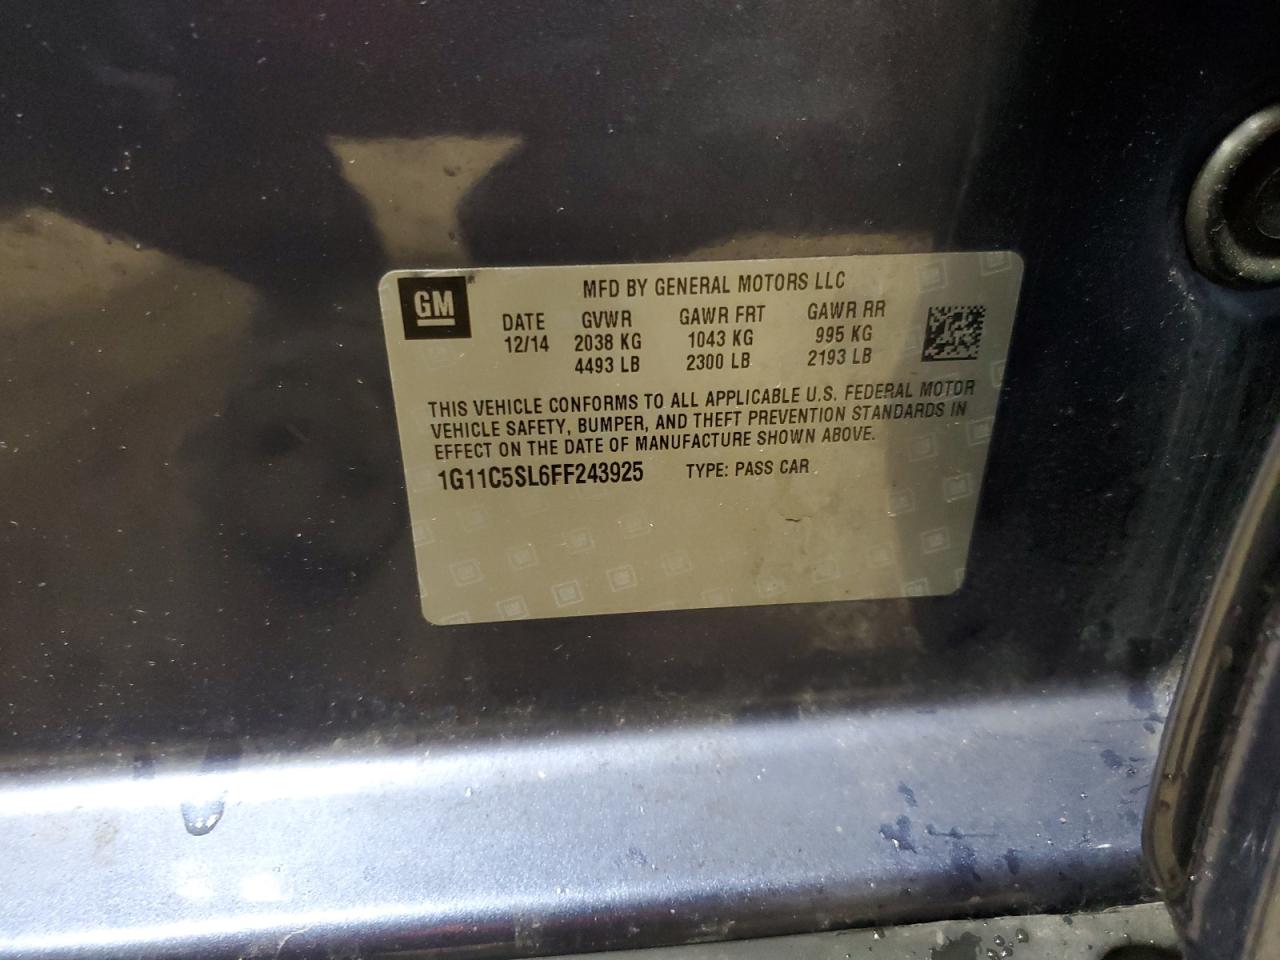 GM
MFD BY GENERAL MOTORS LLC
DATE GVWR GAWR FRT GAWR RR
12/14 2038 KG 1043 KG 995 KG
4493 LB 2300 LB 2193 LB
THIS VEHICLE CONFORMS TO ALL APPLICABLE U.S. FEDERAL MOTOR
VEHICLE SAFETY, BUMPER, AND THEFT PREVENTION STANDARDS IN
EFFECT ON THE DATE OF MANUFACTURE SHOWN ABOVE.
1G11C5SL6FF243925 TYPE: PASS CAR